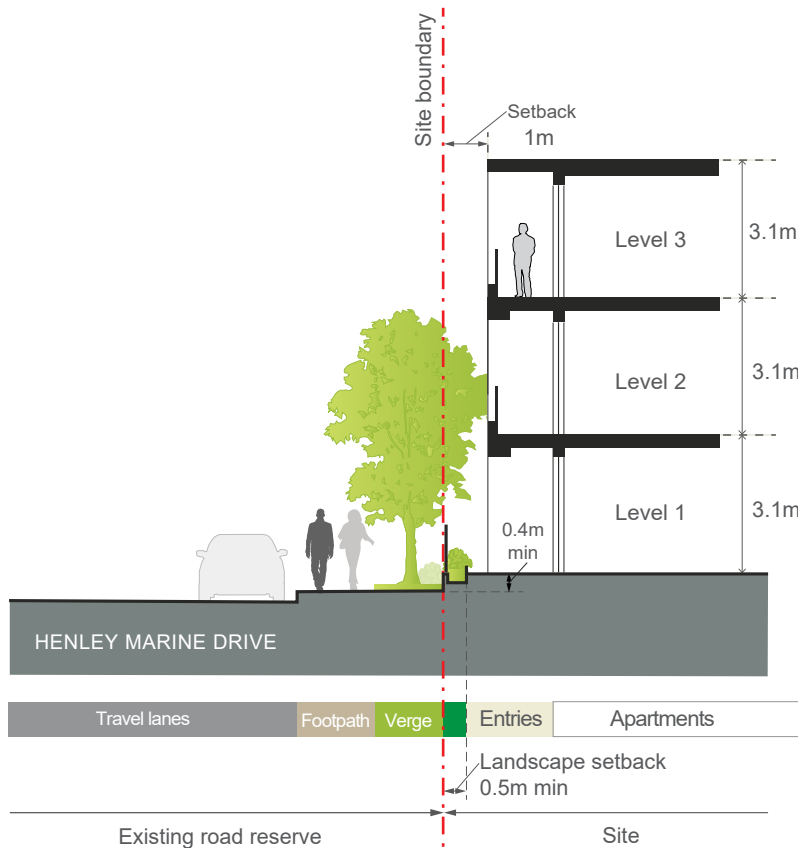 Site boundary
Setback
1m
Level 3
3.1m
Level 2
3.1m
Level 1
3.1m
0.4m
min
HENLEY MARINE DRIVE
Travel lanes
Footpath
Verge
Entries
Apartments
Landscape setback
0.5m min
Existing road reserve
Site